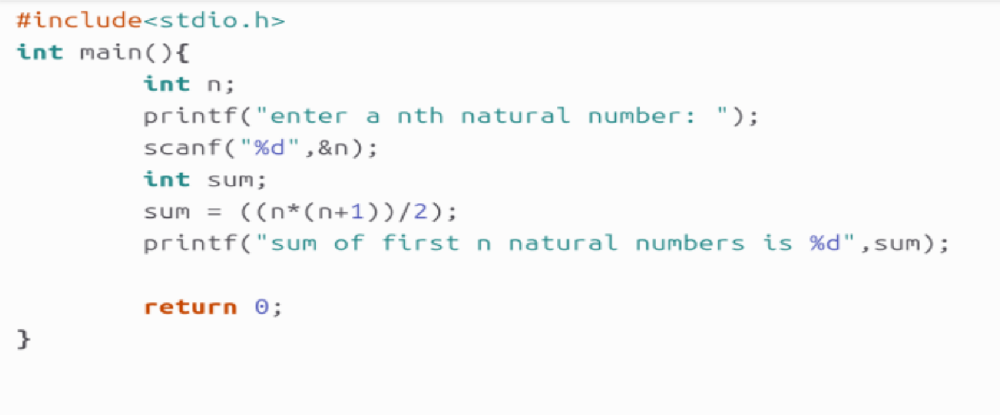 #include<stdio.h>
int main(){
int n;
printf("enter a nth natural number: ");
scanf("%d",&n);
int sum;
sum = ((n*(n+1))/2);
printf("sum of first n natural numbers is %d",sum);
return 0;
}